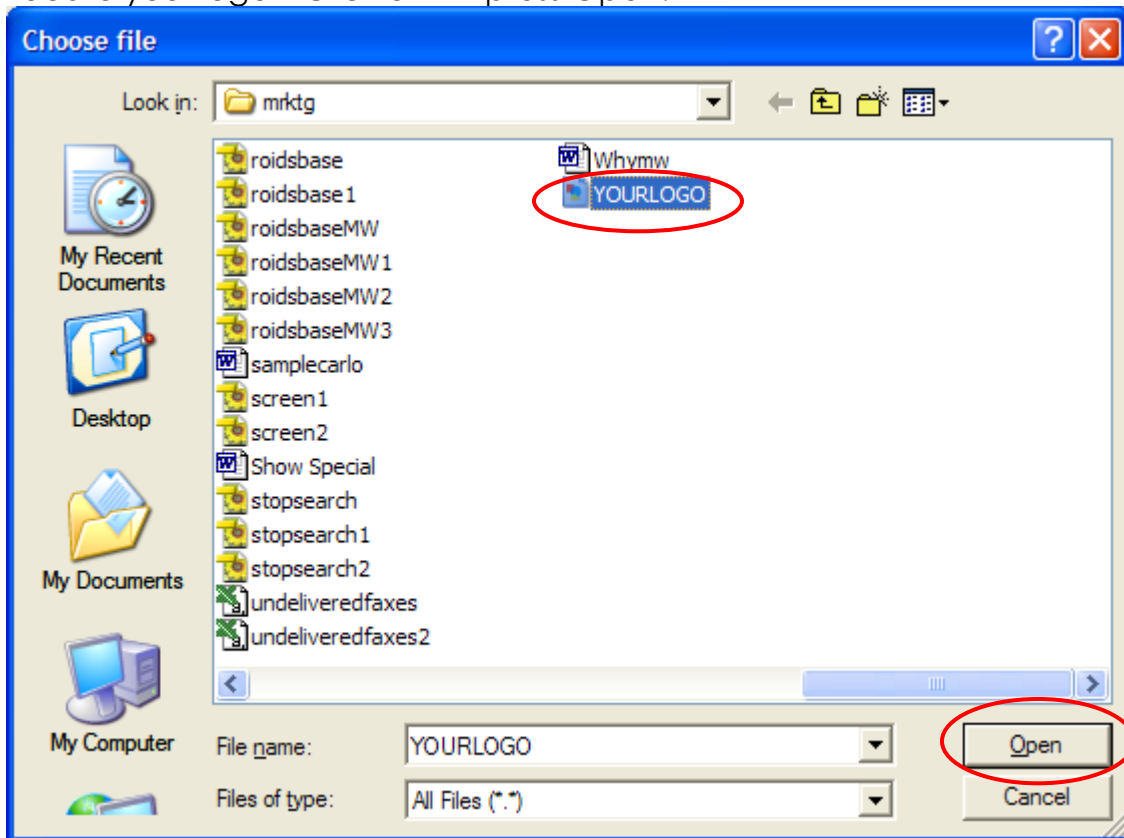 Choose file
Look in:
mrktg
My Recent
Documents
Desktop
My Documents
My Computer
roidsbase
roidsbase1
roidsbaseMW
roidsbaseMW1
roidsbaseMW2
roidsbaseMW3
samplecarlo
screen1
screen2
Show Special
stopsearch
stopsearch1
stopsearch2
undeliveredfaxes
undeliveredfaxes2
Whymw
YOURLOGO
File name:
YOURLOGO
Open
Files of type:
All Files (*.*)
Cancel